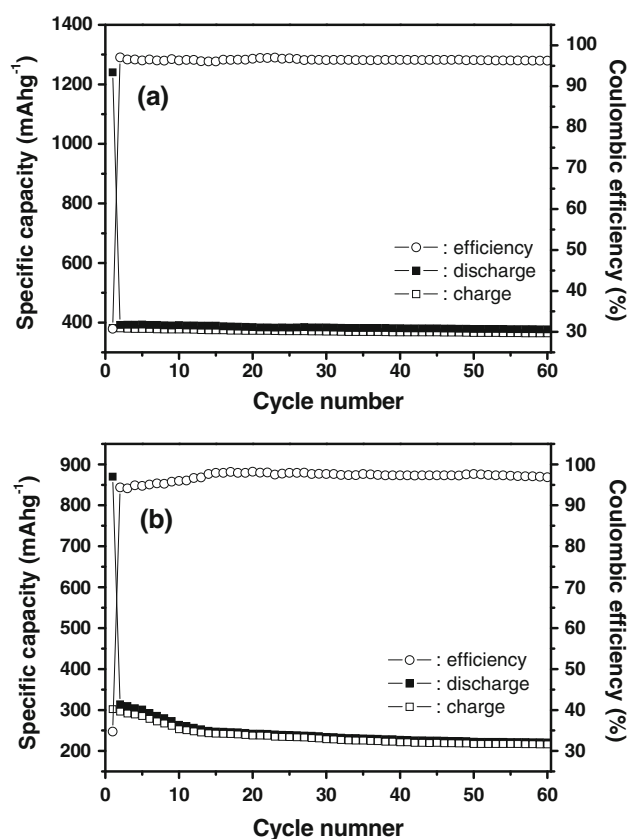 1400
1200
1000
800
600
400
Specific capacity (mAhg-1)
(a)
100
90
80
70
60
50
40
30
Coulombic efficiency (%)
: efficiency
: discharge
: charge
0 10 20 30 40 50 60
Cycle number
900
800
700
600
500
400
300
200
Specific capacity (mAhg-1)
(b)
100
90
80
70
60
50
40
30
Coulombic efficiency (%)
: efficiency
: discharge
: charge
0 10 20 30 40 50 60
Cycle numner